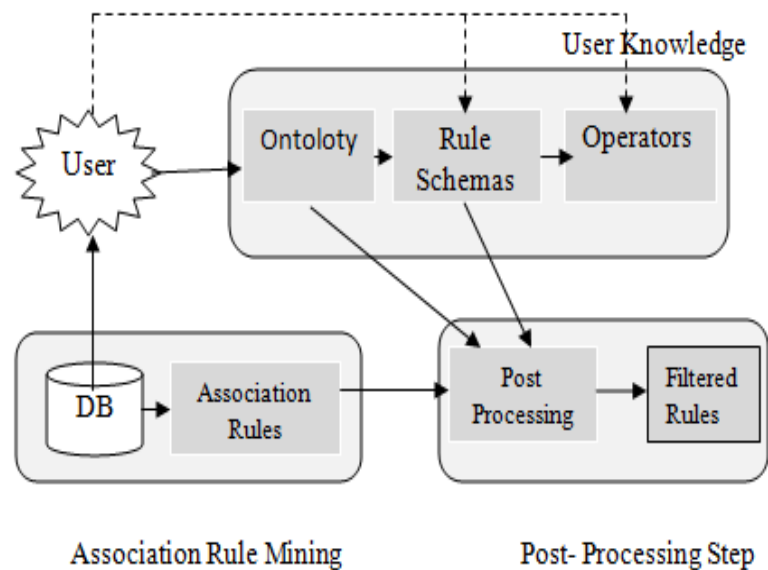 User Knowledge
User
Ontoloty
Rule
Schemas
Operators
DB
Association
Rules
Post
Processing
Filtered
Rules
Association Rule Mining
Post- Processing Step